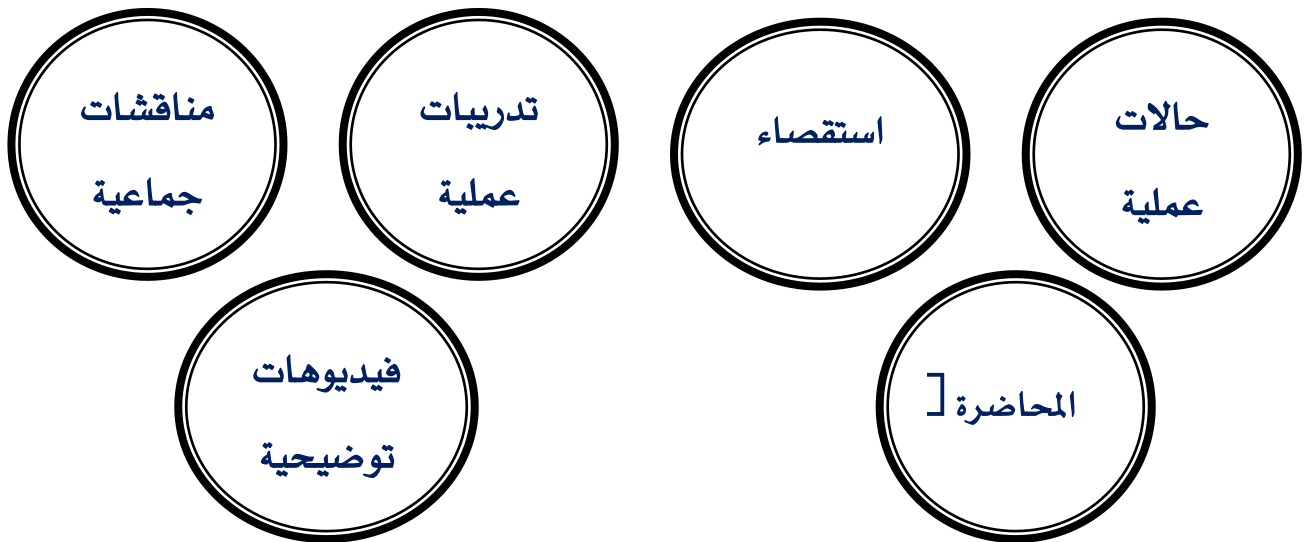 حالات
عملية
استقصاء
تدريبات
عملية
مناقشات
جماعية
المحاضرة
فيديوهات
توضيحية